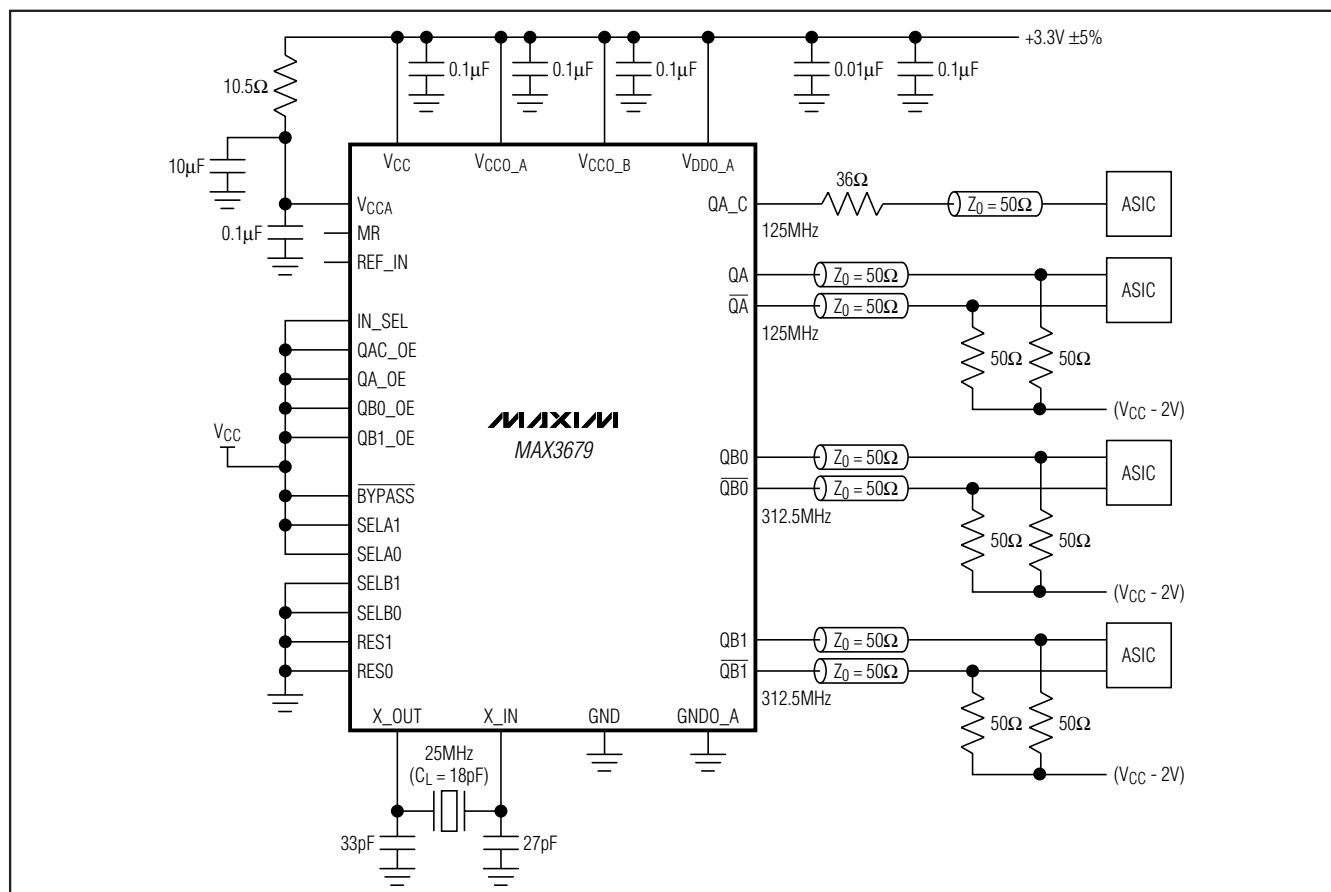 +3.3V ±5%
10.5Ω
0.1µF
0.1µF
0.1µF
0.01µF
0.1µF
10µF
0.1µF
VCC
VCCO_A
VCCO_B
VDDO_A
VCCA
MR
REF_IN
IN_SEL
QAC_OE
QA_OE
QB0_OE
QB1_OE
VCC
BYPASS
SELA1
SELA0
SELB1
SELB0
RES1
RES0
MAXIM
MAX3679
X_OUT
X_IN
GND
GNDO_A
25MHz
(CL = 18pF)
33pF
27pF
QA_C
36Ω
Z0 = 50Ω
ASIC
125MHz
QA
Z0 = 50Ω
ASIC
QA
Z0 = 50Ω
125MHz
50Ω
50Ω
(VCC - 2V)
QB0
Z0 = 50Ω
ASIC
QB0
Z0 = 50Ω
312.5MHz
50Ω
50Ω
(VCC - 2V)
QB1
Z0 = 50Ω
ASIC
QB1
Z0 = 50Ω
312.5MHz
50Ω
50Ω
(VCC - 2V)